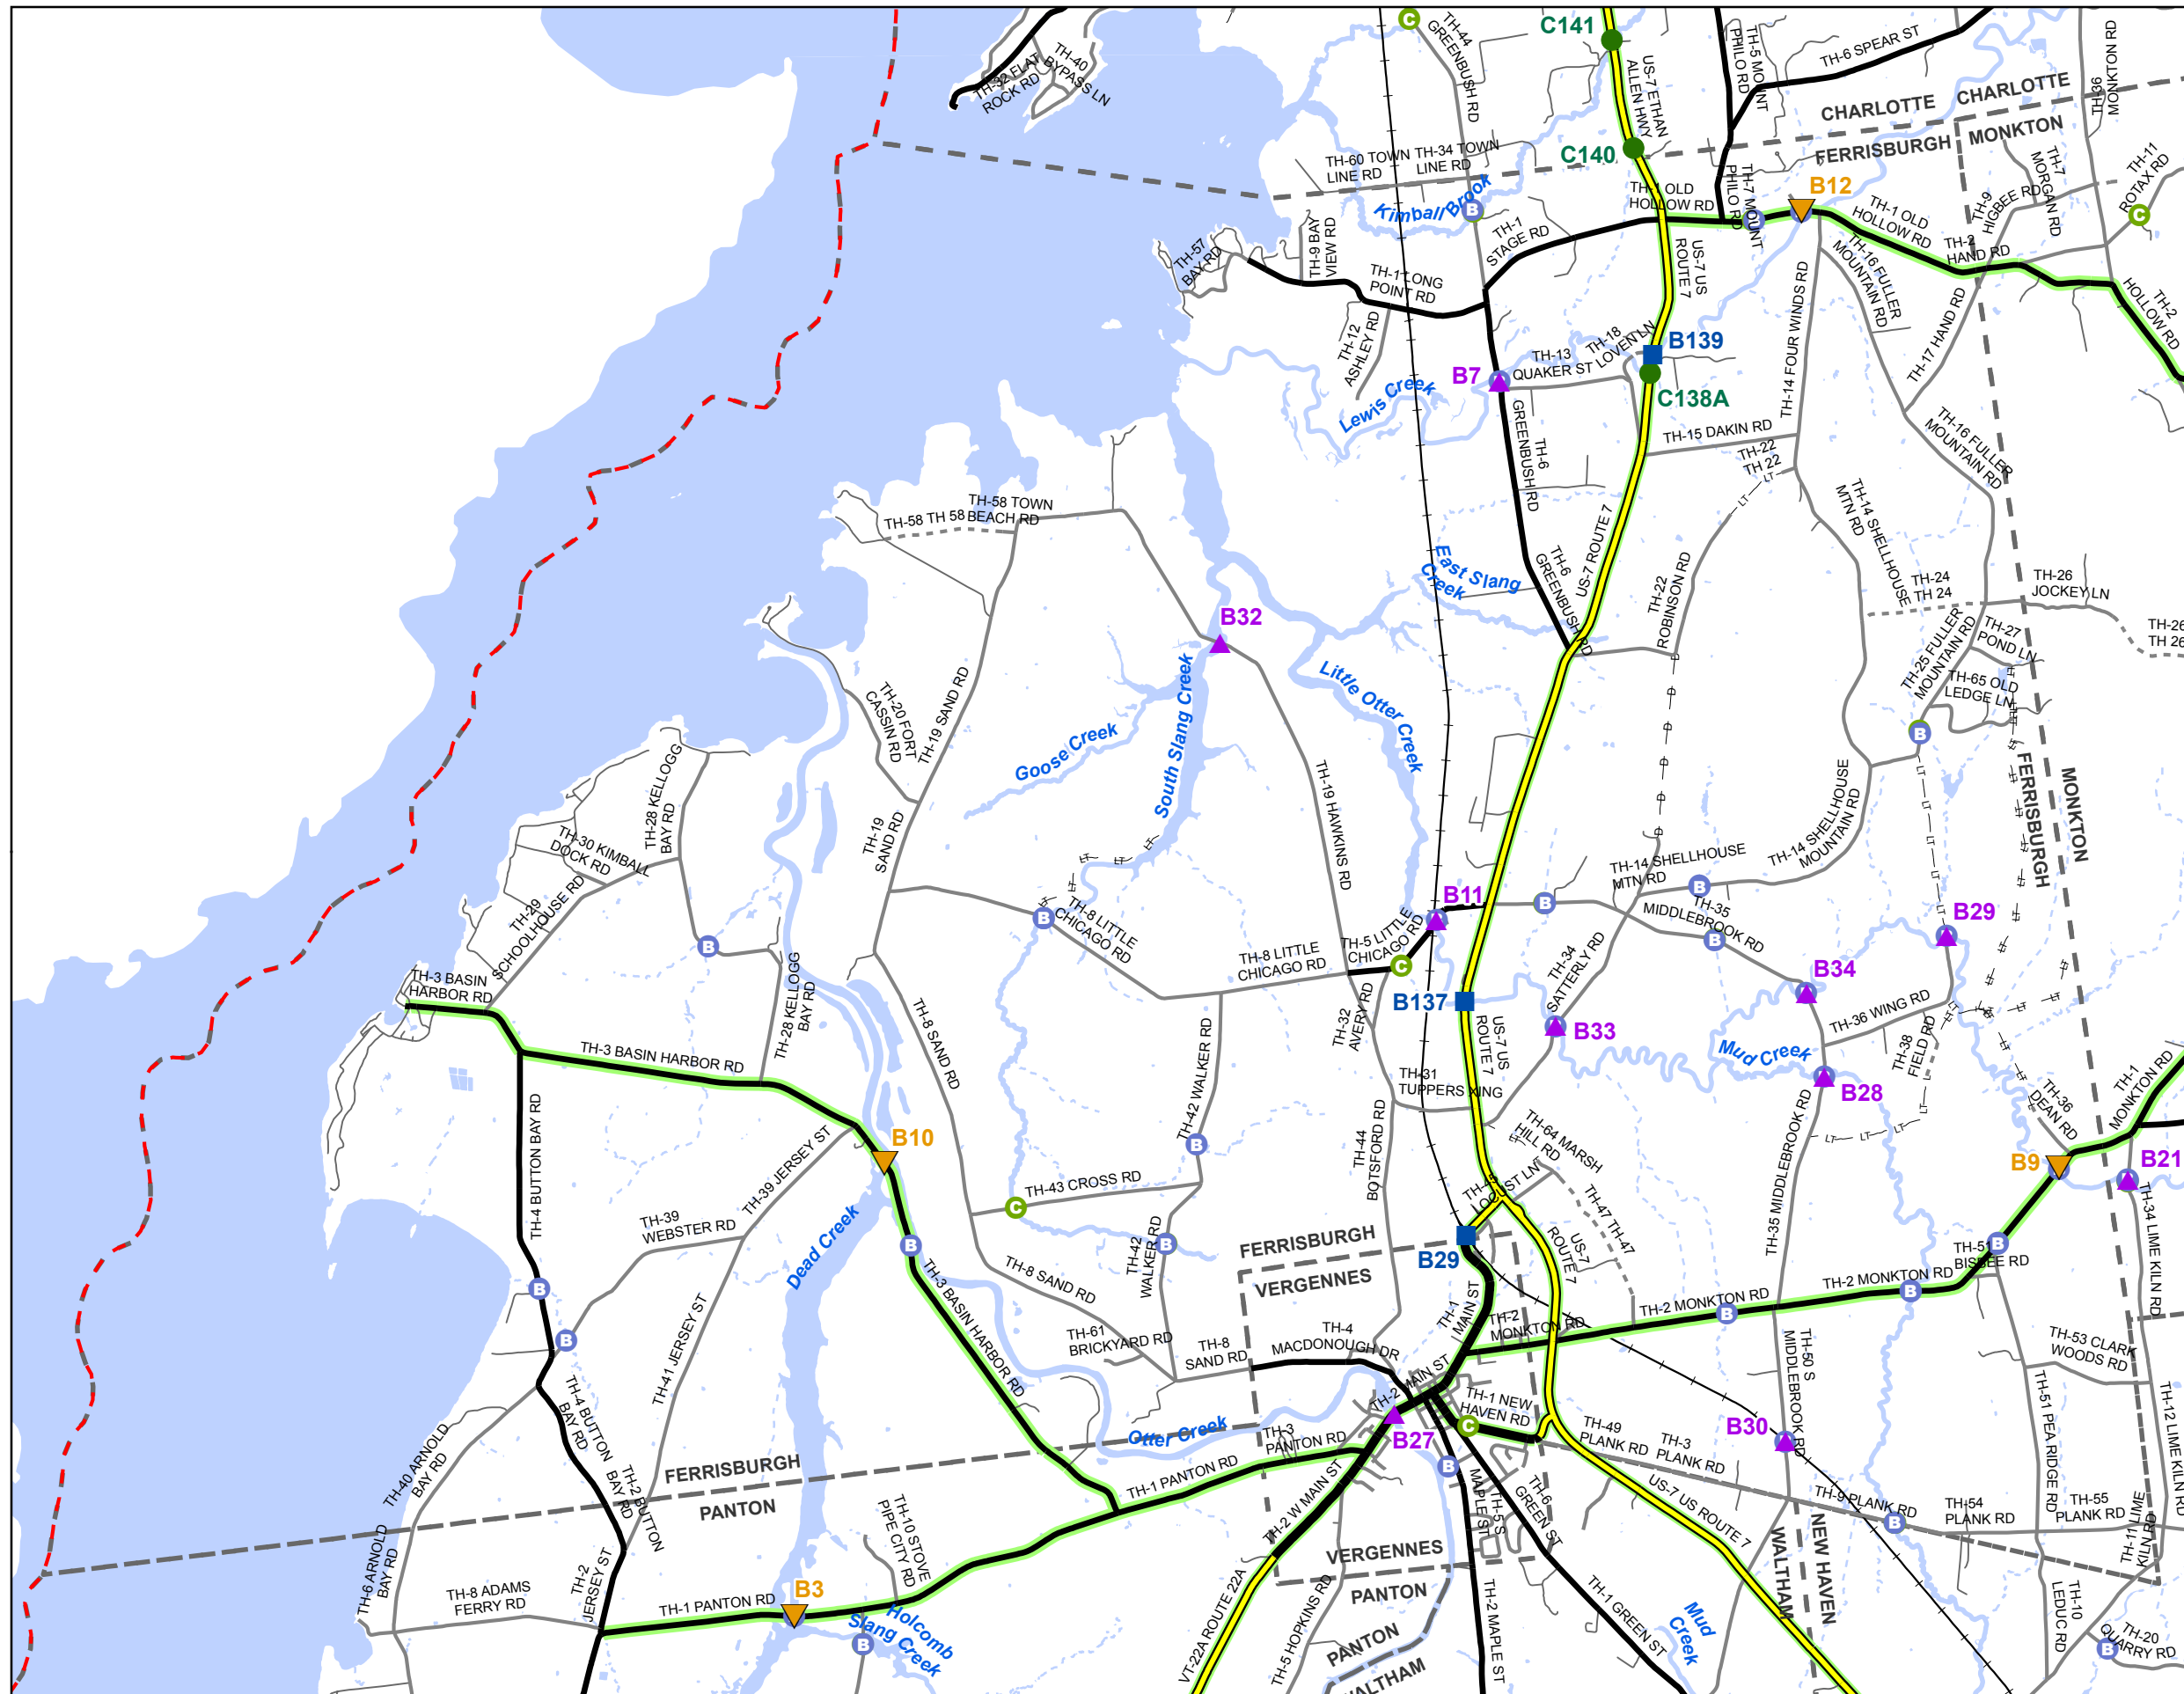 C141
TH-44
GREENBUSH RD
TH-40
BYPASS LN
TH-32 FLAT
ROCK RD
US-7 ETHAN
ALLEN HWY
TH-5 MOUNT
PHILO RD
TH-6 SPEAR ST
TH-36
MONKTON RD
CHARLOTTE
CHARLOTTE
FERRISBURGH
MONKTON
C140
TH-60 TOWN
LINE RD
TH-34 TOWN
LINE RD
Kimball Brook
B
TH-1 OLD
HOLLOW RD
TH-7 MOUNT
PHILO RD
B12
TH-1 OLD
HOLLOW RD
TH-2
HAND RD
TH-9
HIGBEE RD
TH-7
MORGAN RD
TH-11
ROTAX RD
C
TH-2
HOLLOW RD
TH-57
BAY RD
TH-9 BAY
VIEW RD
TH-1
STAGE RD
TH-1 LONG
POINT RD
US-7 US
ROUTE 7
TH-16 FULLER
MOUNTAIN RD
TH-14 FOUR WINDS RD
TH-17 HAND RD
TH-12
ASHLEY RD
TH-18
LOVEN LN
TH-13
QUAKER ST
B139
B7
C138A
Lewis Creek
TH-6
GREENBUSH RD
TH-15 DAKIN RD
TH-22
TH 22
TH-16 FULLER
MOUNTAIN RD
TH-14 SHELLHOUSE
MTN RD
TH-58 TOWN
BEACH RD
TH-58 TH 58
US-7 ROUTE 7
East Slang
Creek
TH-6
GREENBUSH RD
TH-22
ROBINSON RD
TH-24
TH 24
TH-26
JOCKEY LN
TH-26
TH 26
TH-25 FULLER
MOUNTAIN RD
TH-27
POND LN
TH-65 OLD
LEDGE LN
B32
TH-20 FORT
CASSIN RD
TH-19 SAND RD
Goose Creek
South Slang Creek
Little Otter Creek
TH-28 KELLOGG
BAY RD
TH-30 KIMBALL
DOCK RD
TH-29
SCHOOLHOUSE RD
TH-19
SAND RD
TH-19 HAWKINS RD
TH-14 SHELLHOUSE
MTN RD
TH-14 SHELLHOUSE
MOUNTAIN RD
FERRISBURGH
MONKTON
B11
TH-8 LITTLE
CHICAGO RD
TH-8 LITTLE
CHICAGO RD
TH-5 LITTLE
CHICAGO RD
TH-35
MIDDLEBROOK RD
B29
B34
TH-3 BASIN
HARBOR RD
TH-28 KELLOGG
BAY RD
TH-8 SAND RD
B137
TH-34
SATTERLY RD
B33
TH-36 WING RD
TH-32
AVERY RD
US-7 US
ROUTE 7
Mud Creek
TH-38
FIELD RD
B28
TH-3 BASIN HARBOR RD
TH-31
TUPPERS XING
TH-42 WALKER RD
TH-36
DEAN RD
TH-1
MONKTON RD
TH-4 BUTTON BAY RD
TH-39 JERSEY ST
B10
TH-44
BOTSFORD RD
TH-64 MARSH
HILL RD
TH-35 MIDDLEBROOK RD
B9
B21
TH-43 CROSS RD
LOCUST LN
TH-47 TH-47
TH-34 LIME KILN RD
TH-39
WEBSTER RD
Dead Creek
TH-42
WALKER RD
FERRISBURGH
VERGENNES
B29
US-7
ROUTE 7
TH-51
BISBEE RD
TH-8 SAND RD
TH-3 BASIN HARBOR RD
TH-1
MAIN ST
TH-2
MONKTON RD
TH-2 MONKTON RD
TH-2 MONKTON RD
TH-41 JERSEY ST
TH-61
BRICKYARD RD
TH-8
SAND RD
TH-4
MACDONOUGH DR
TH-50 S
MIDDLEBROOK RD
TH-53 CLARK
WOODS RD
TH-4 BUTTON
BAY RD
TH-2 MAIN ST
TH-1 NEW
HAVEN RD
TH-51 PEA RIDGE RD
TH-12 LIME KILN RD
TH-40 ARNOLD
BAY RD
Otter Creek
TH-3
PANTON RD
B27
TH-49
PLANK RD
TH-3
PLANK RD
B30
FERRISBURGH
PANTON
TH-2 BUTTON
BAY RD
TH-1 PANTON RD
TH-2 W MAIN ST
TH-5 S
MAPLE ST
TH-6
GREEN ST
US-7 US ROUTE 7
TH-9 PLANK RD
TH-54
PLANK RD
TH-55
PLANK RD
TH-11 LIME
KILN RD
TH-10 STOVE
PIPE CITY RD
VERGENNES
PANTON
WALTHAM
NEW HAVEN
TH-6 ARNOLD
BAY RD
TH-8 ADAMS
FERRY RD
TH-2
JERSEY ST
TH-1 PANTON RD
B3
Holcomb
Slang Creek
VT-22A ROUTE 22A
TH-5 HOPKINS RD
PANTON
WALTHAM
TH-2 MAPLE ST
TH-1 GREEN ST
Mud
Creek
TH-10
LEDUC RD
TH-20
QUARRY RD